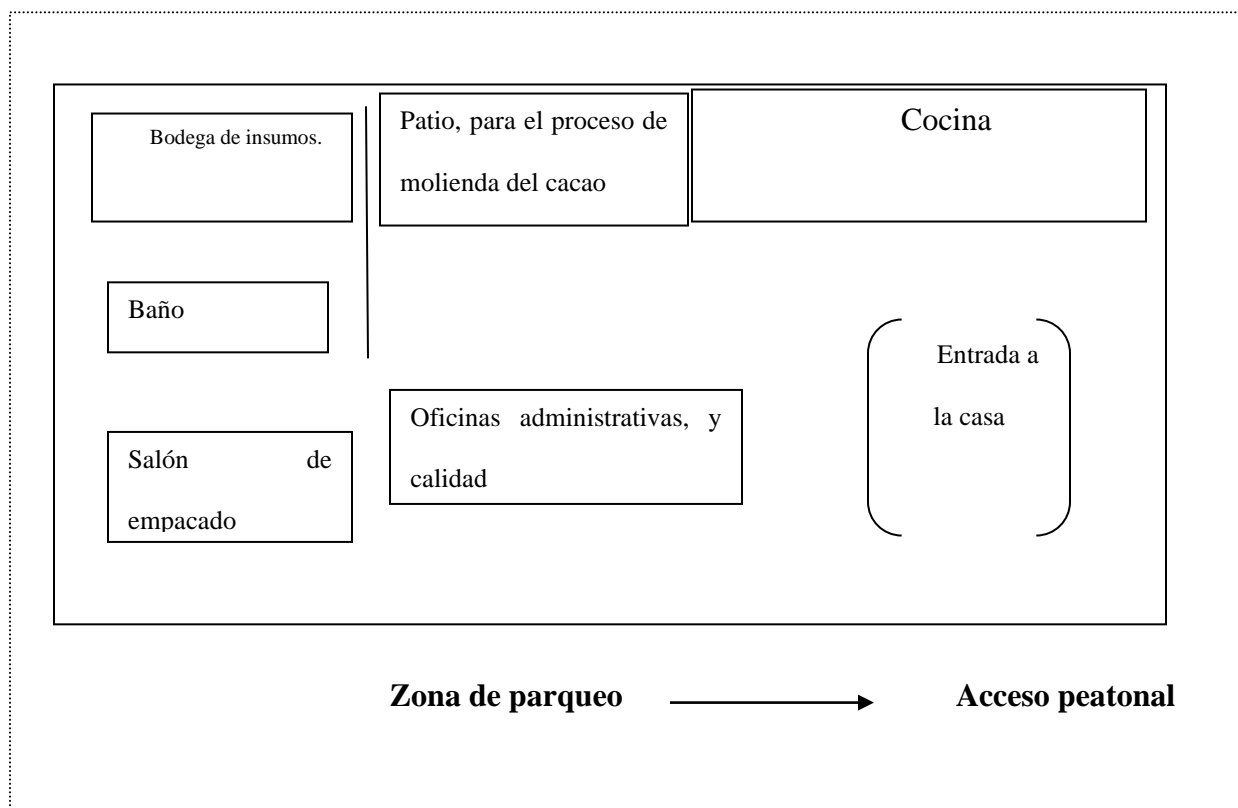 Bodega de insumos.
Patio, para el proceso de
molienda del cacao
Cocina
Baño
Entrada a
la casa
Oficinas administrativas, y
calidad
Salón de
empacado
Zona de parqueo
Acceso peatonal